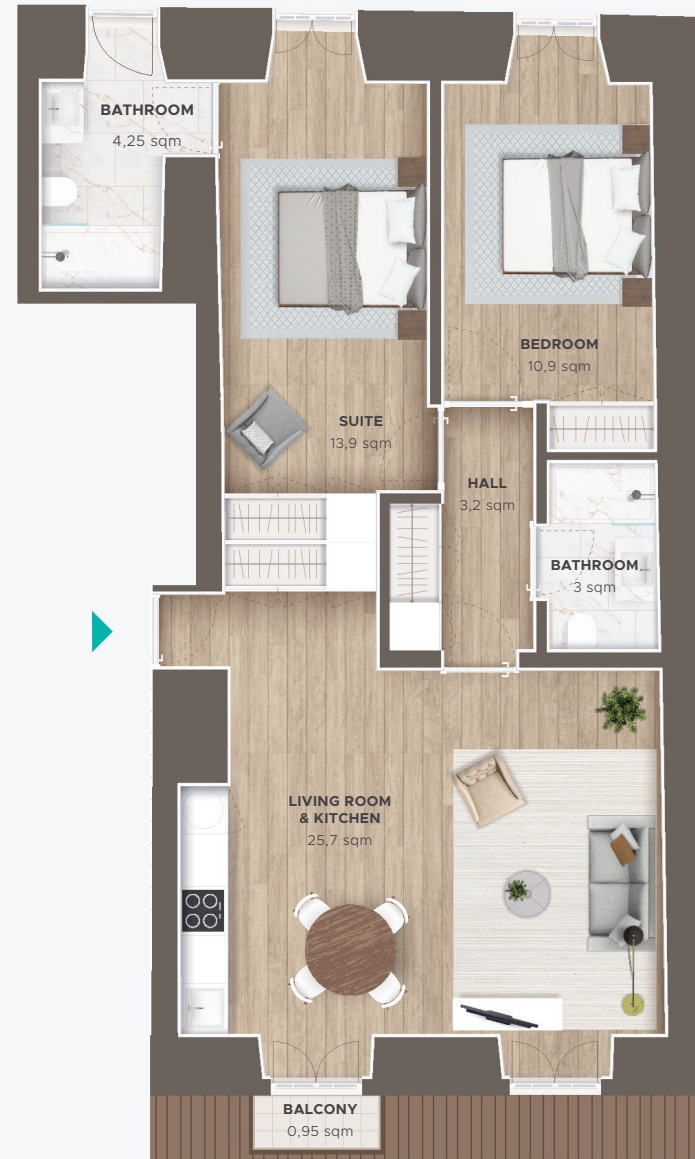 BATHROOM
4,25 sqm
BEDROOM
10,9 sqm
SUITE
13,9 sqm
HALL
3,2 sqm
BATHROOM
3 sqm
LIVING ROOM
& KITCHEN
25,7 sqm
BALCONY
0,95 sqm